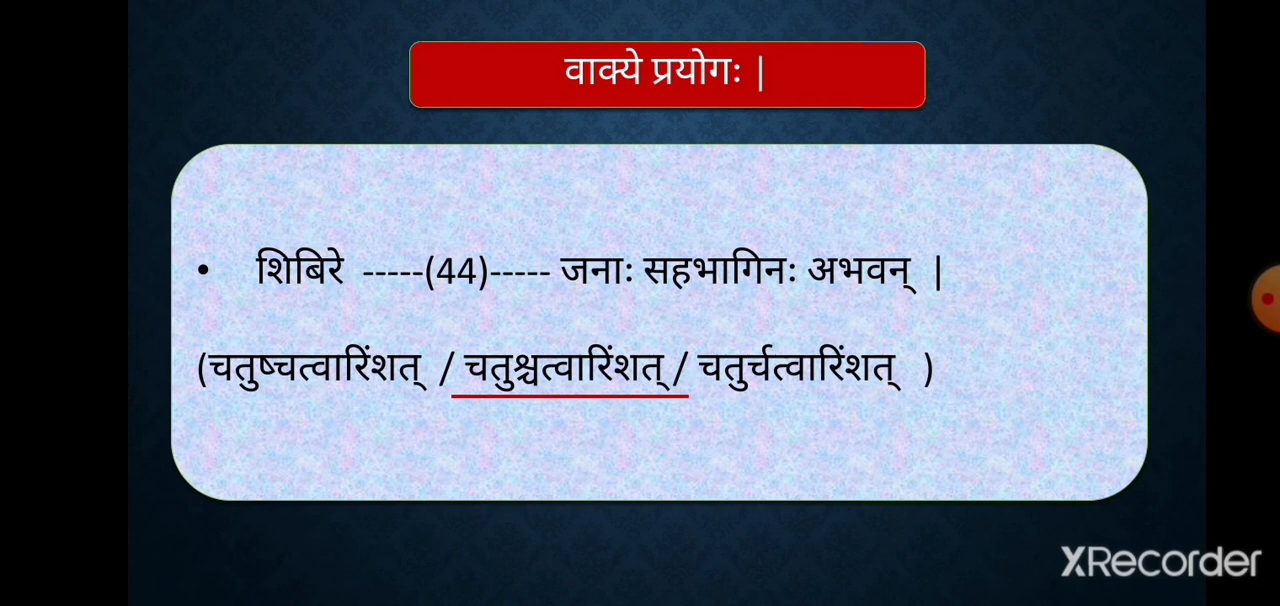 वाक्ये प्रयोगः |
• शिबिरे -----(44)----- जनाः सहभागिनः अभवन् |
(चतुष्चत्वारिंशत् / चतुश्चत्वारिंशत् / चतुर्चत्वारिंशत् )
XRecorder